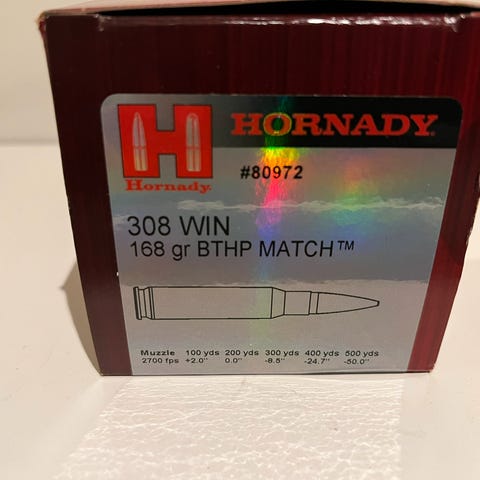 HORNADY
Hornady
#80972
308 WIN
168 gr BTHP MATCH™
Muzzle 100 yds 200 yds 300 yds 400 yds 500 yds
2700 fps +2.0" 0.0" -8.5" -24.7" -50.0"